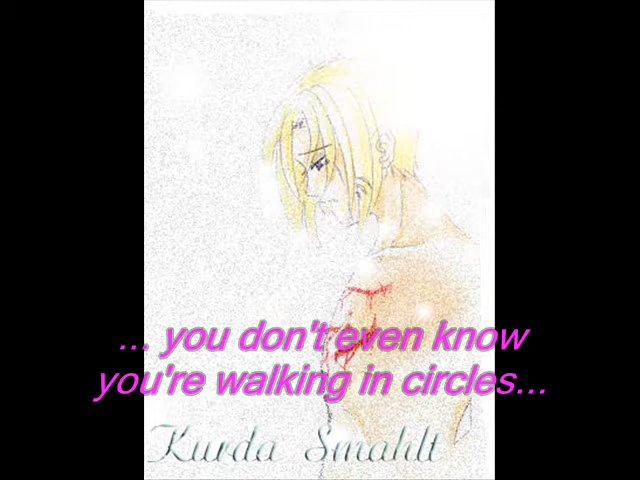 ... you don't even know
you're walking in circles...
Kurda Smahlt